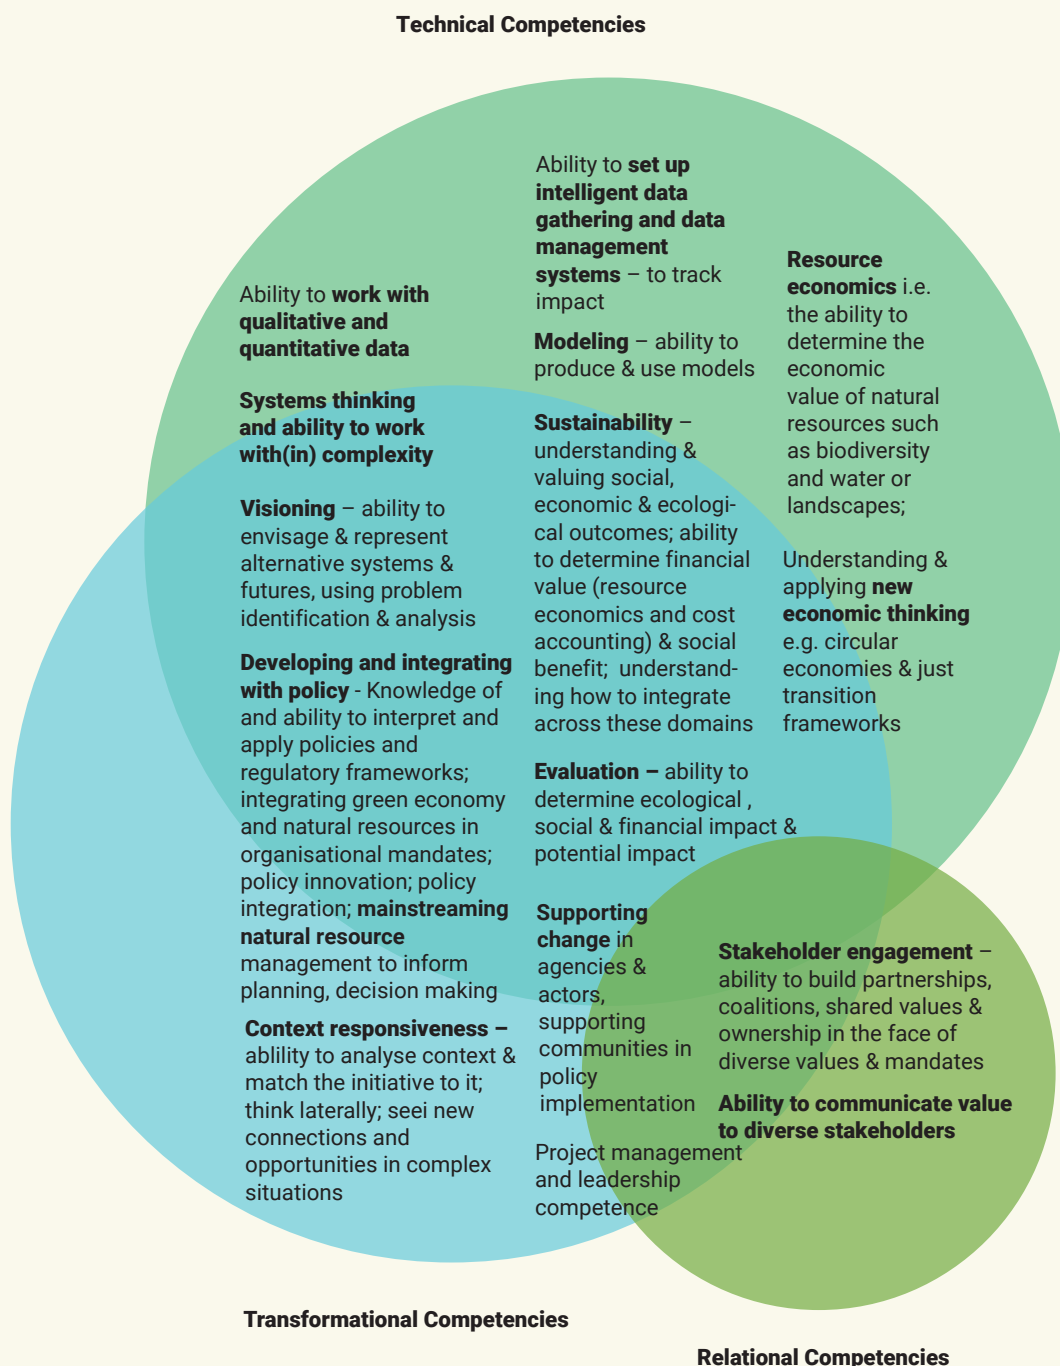 Technical Competencies
Ability to set up
intelligent data
gathering and data
management
systems – to track
impact
Modeling – ability to
produce & use models
Resource
economics i.e.
the ability to
determine the
economic
value of natural
resources such
as biodiversity
and water or
landscapes;
Ability to work with
qualitative and
quantitative data
Systems thinking
and ability to work
with(in) complexity
Visioning – ability to
envisage & represent
alternative systems &
futures, using problem
identification & analysis
Sustainability –
understanding &
valuing social,
economic & ecologi-
cal outcomes; ability
to determine financial
value (resource
economics and cost
accounting) & social
benefit; understand-
ing how to integrate
across these domains
Understanding &
applying new
economic thinking
e.g. circular
economies & just
transition
frameworks
Developing and integrating
with policy - Knowledge of
and ability to interpret and
apply policies and
regulatory frameworks;
integrating green economy
and natural resources in
organisational mandates;
policy innovation; policy
integration; mainstreaming
natural resource
management to inform
planning, decision making
Evaluation – ability to
determine ecological ,
social & financial impact &
potential impact
Supporting
change in
agencies &
actors,
supporting
communities in
policy
implementation
Stakeholder engagement –
ability to build partnerships,
coalitions, shared values &
ownership in the face of
diverse values & mandates
Ability to communicate value
to diverse stakeholders
Context responsiveness –
ablility to analyse context &
match the initiative to it;
think laterally; seei new
connections and
opportunities in complex
situations
Project management
and leadership
competence
Transformational Competencies
Relational Competencies